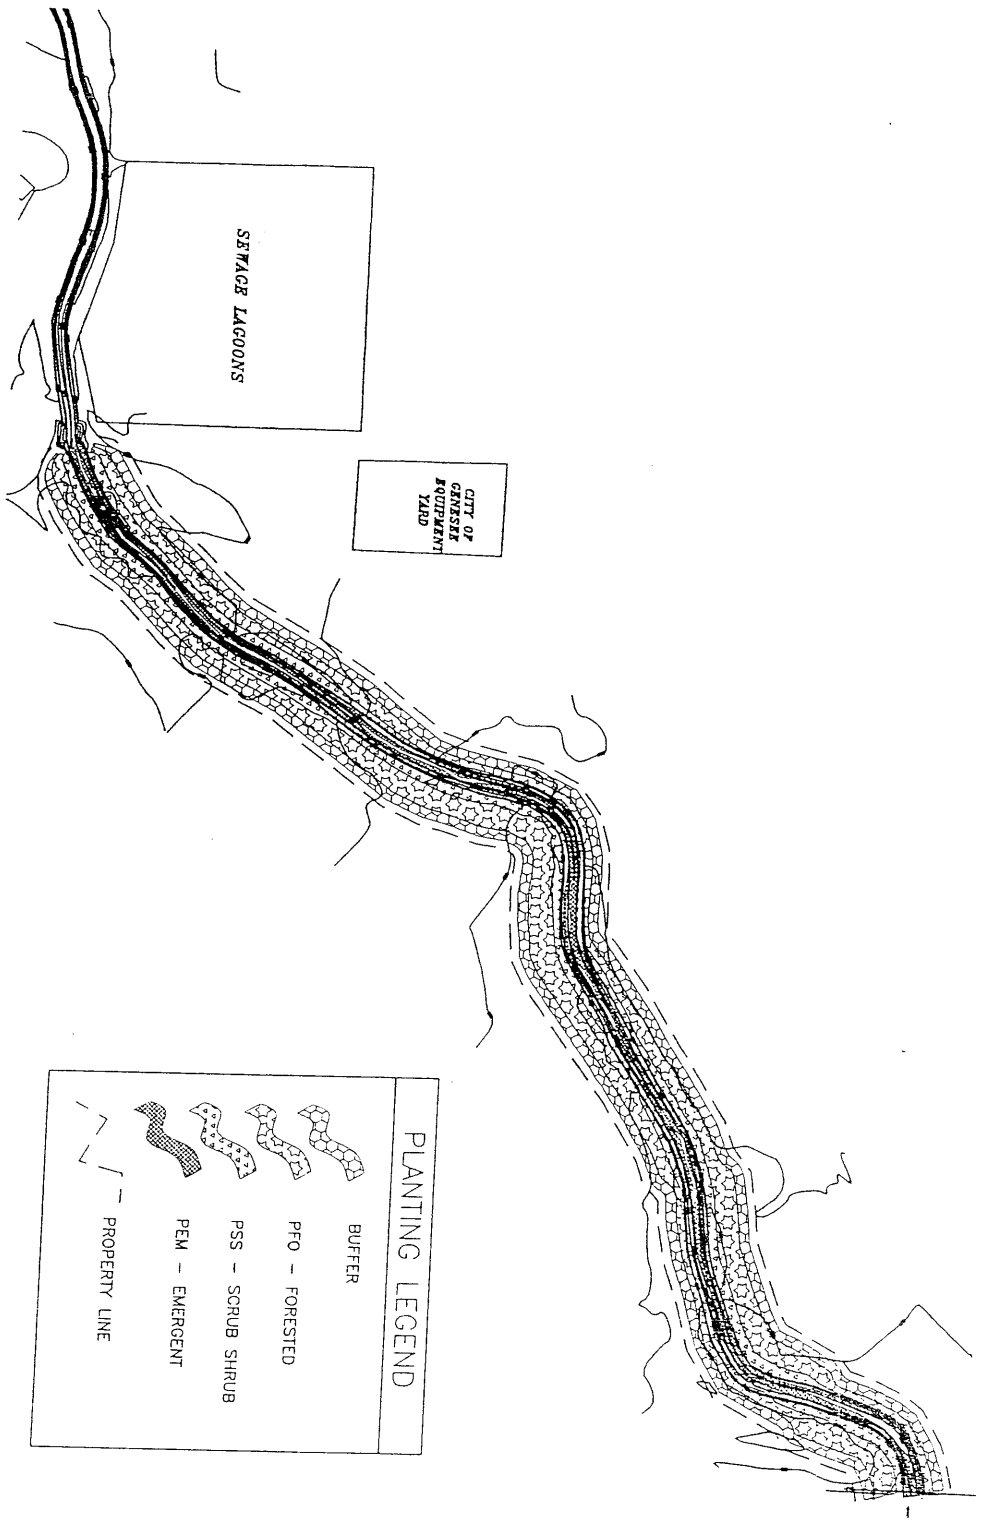 SEWAGE LAGOONS
CITY OF
GENESEE
EQUIPMENT
YARD
PLANTING LEGEND
BUFFER
PFO - FORESTED
PSS - SCRUB SHRUB
PEM - EMERGENT
PROPERTY LINE
1